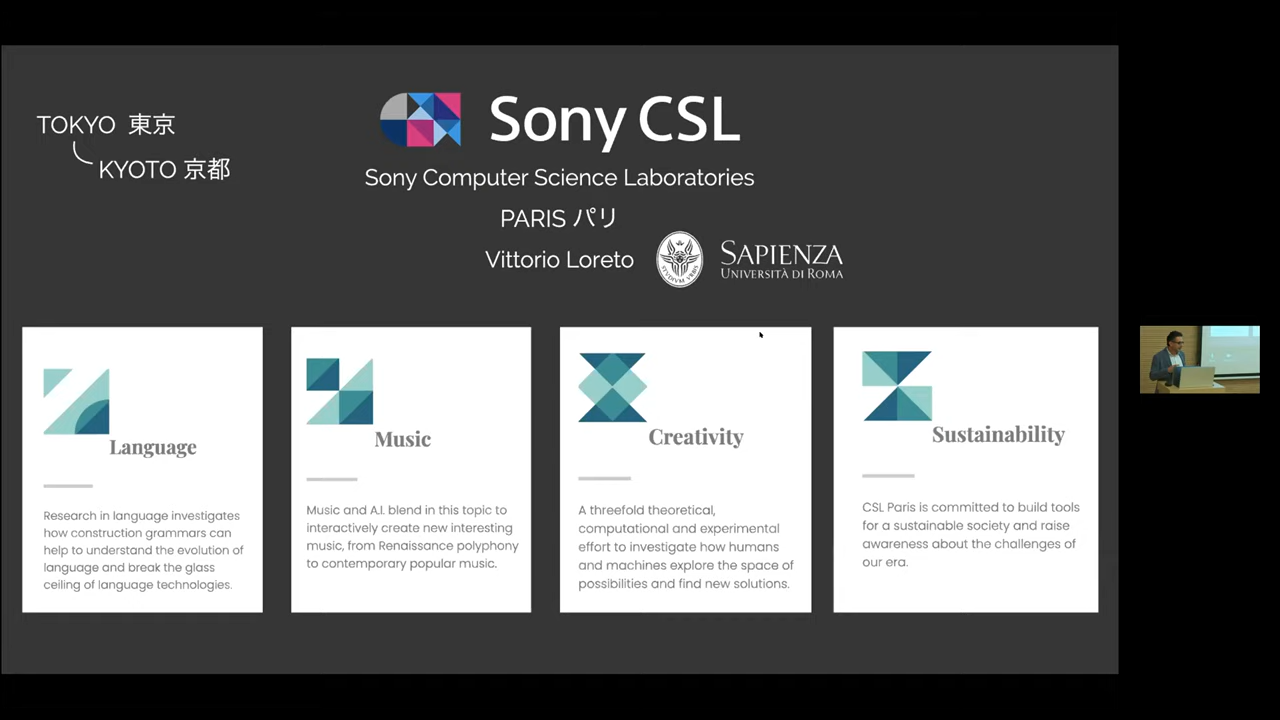 TOKYO 東京
KYOTO 京都
Sony CSL
Sony Computer Science Laboratories
PARIS パリ
Vittorio Loreto
SAPIENZA
UNIVERSITÀ DI ROMA
Language
Research in language investigates
how construction grammars can
help to understand the evolution of
language and break the glass
ceiling of language technologies.
Music
Music and A.I. blend in this topic to
interactively create new interesting
music, from Renaissance polyphony
to contemporary popular music.
Creativity
A threefold theoretical,
computational and experimental
effort to investigate how humans
and machines explore the space of
possibilities and find new solutions.
Sustainability
CSL Paris is committed to build tools
for a sustainable society and raise
awareness about the challenges of
our era.